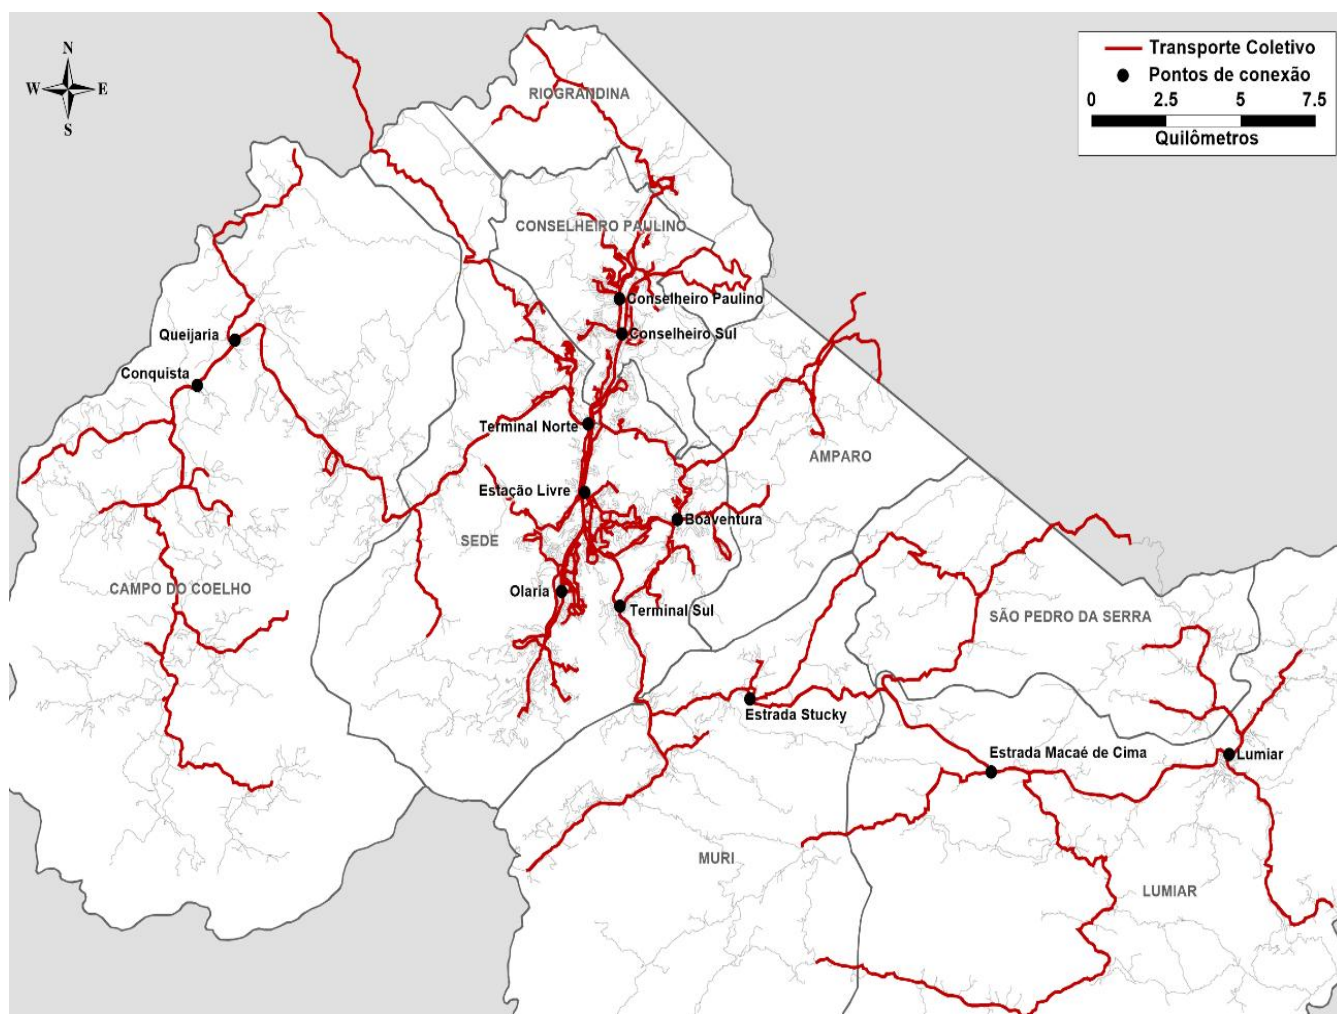 N
W E
S
Transporte Coletivo
Pontos de conexão
0 2.5 5 7.5
Quilômetros
RIOGRANDINA
CONSELHEIRO PAULINO
Conselheiro Paulino
Queijaria
Conselheiro Sul
Conquista
Terminal Norte
AMPARO
Estação Livre
Boaventura
SEDE
CAMPO DO COELHO
Olaria
Terminal Sul
SÃO PEDRO DA SERRA
Estrada Stucky
Estrada Macaé de Cima
Lumiar
MURI
LUMIAR